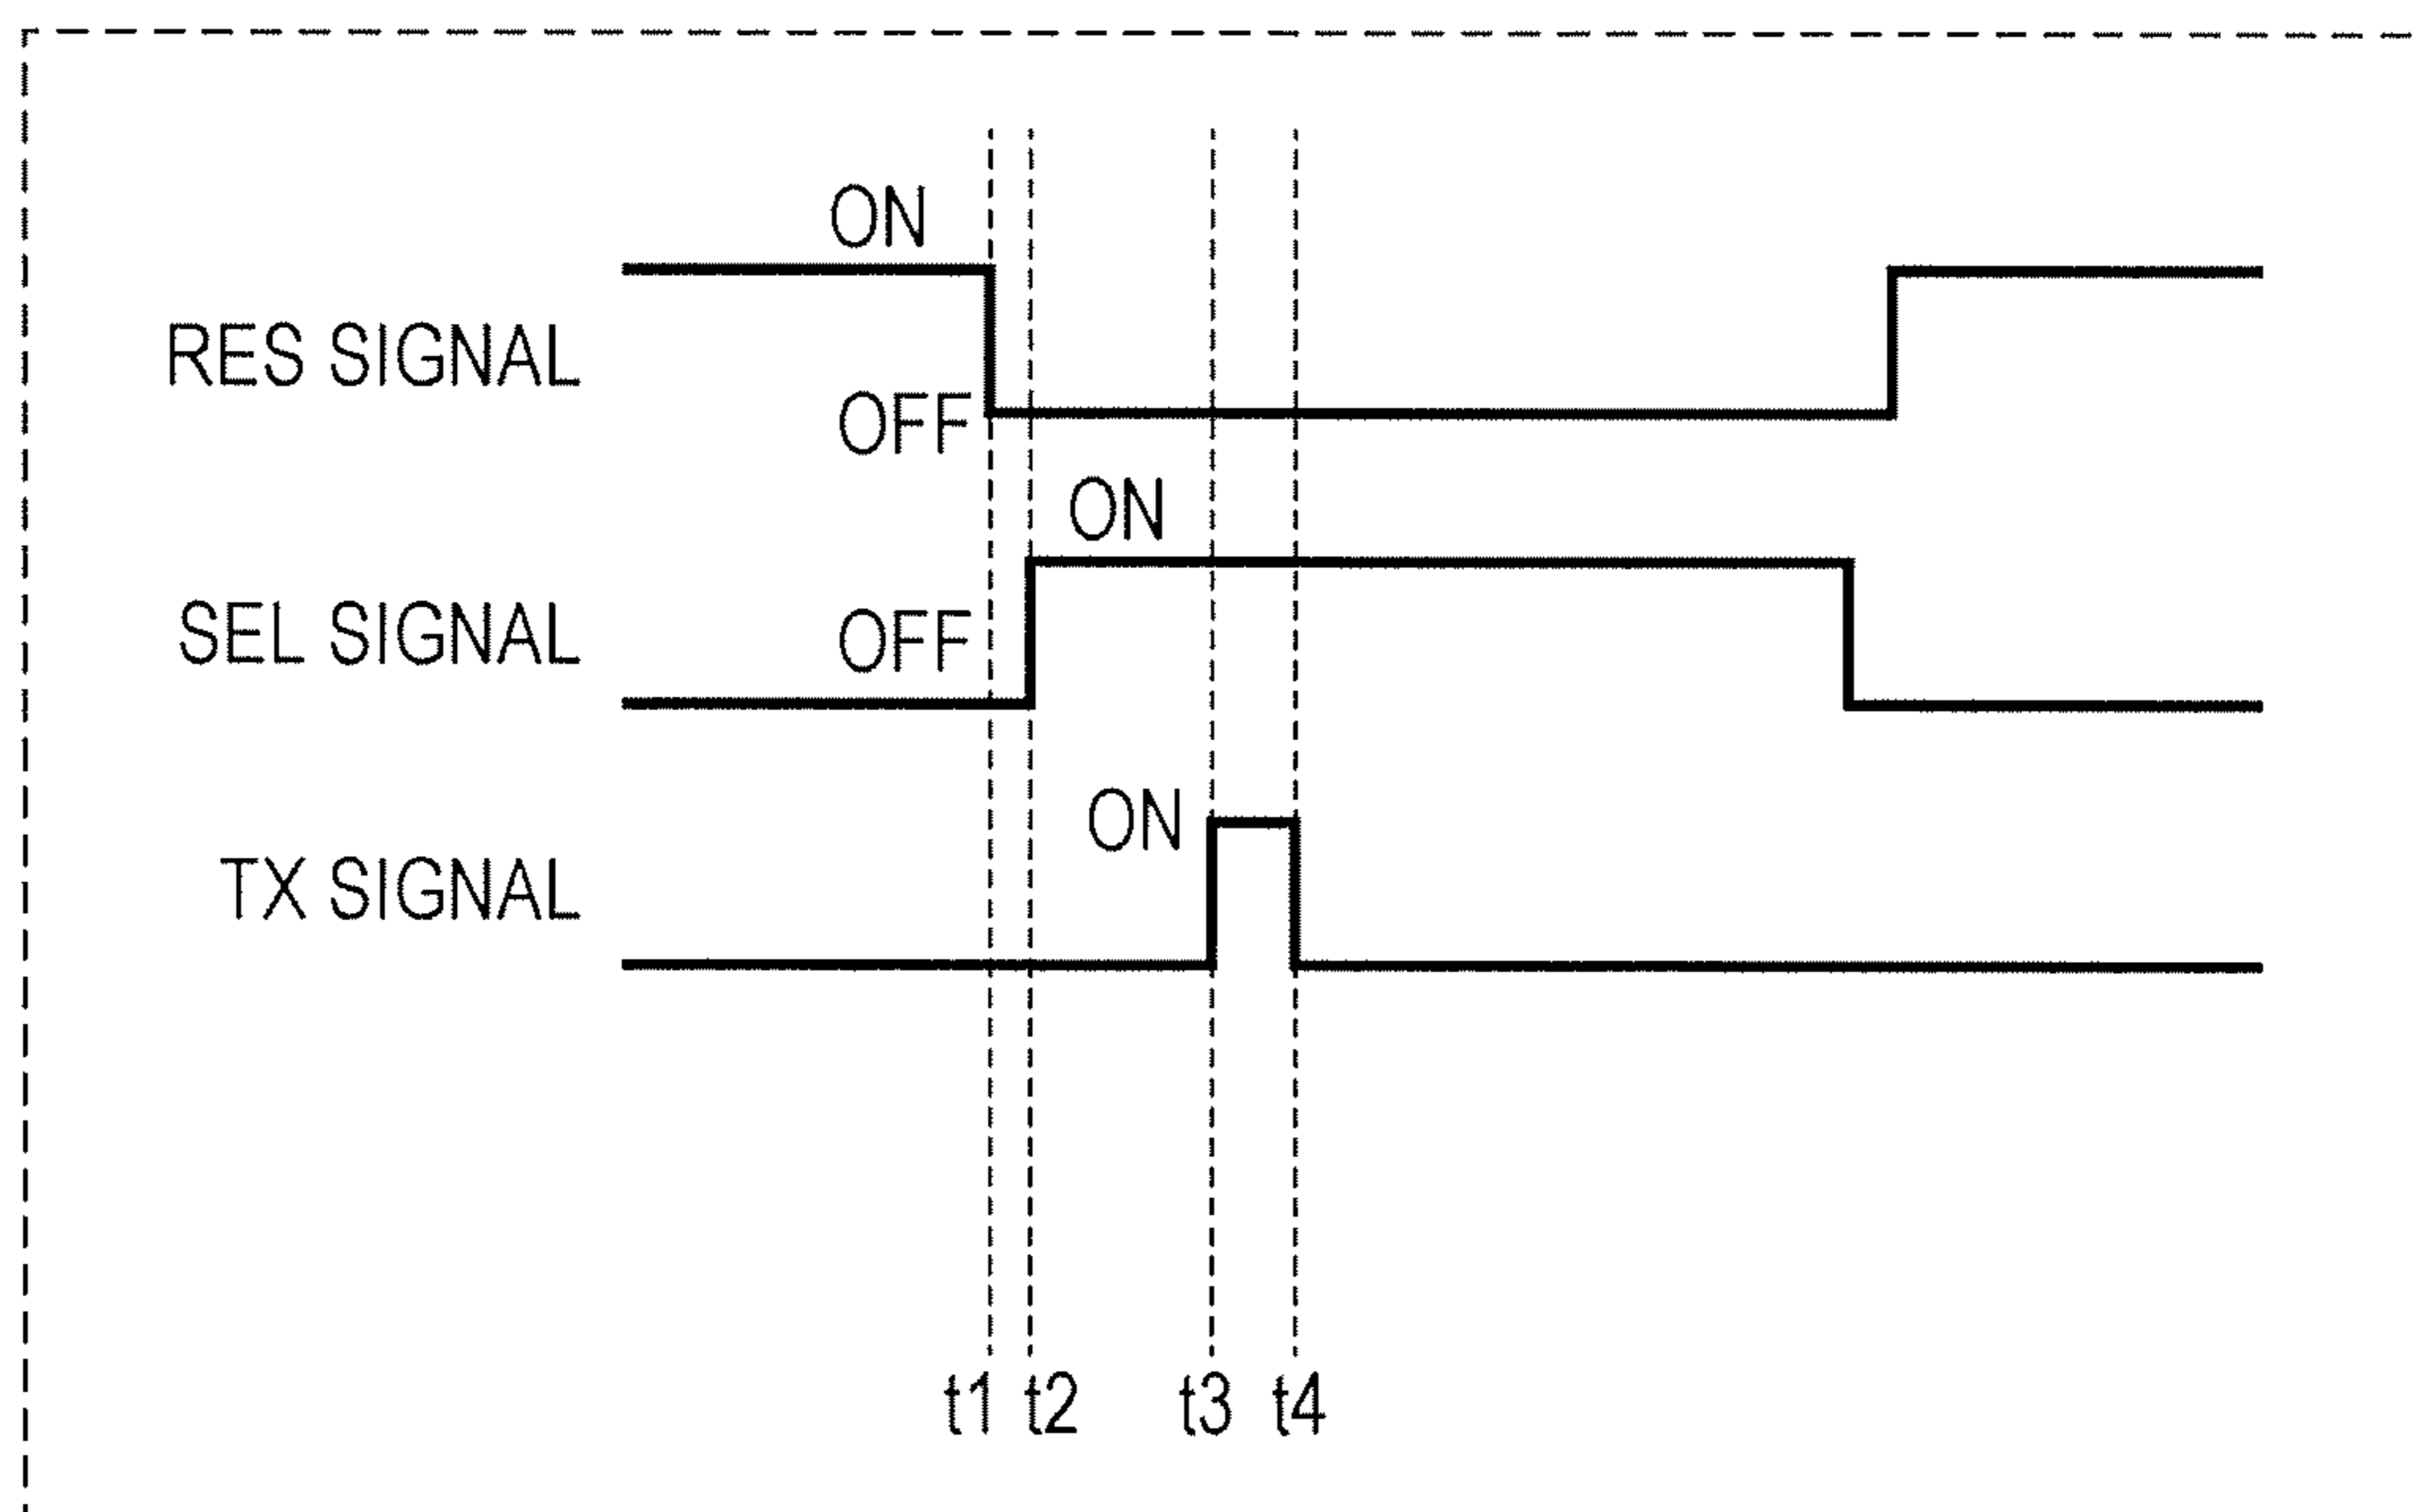 ON
RES SIGNAL
OFF
ON
SEL SIGNAL
OFF
ON
TX SIGNAL
t1 t2 t3 t4